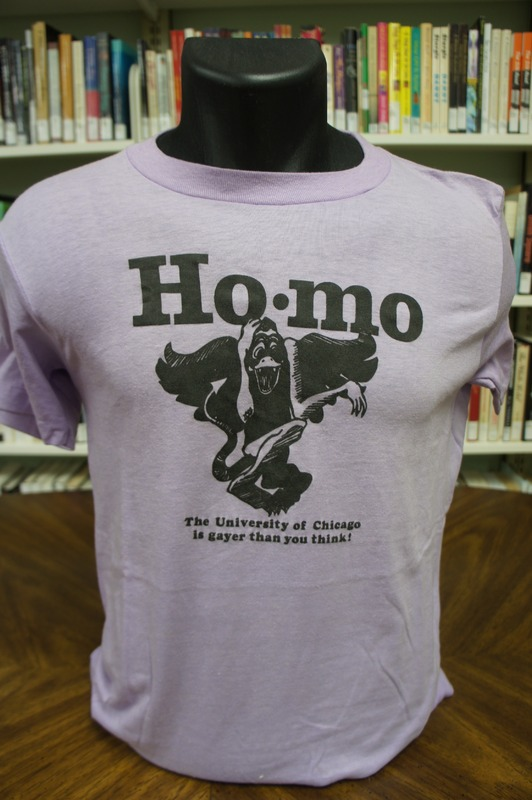 Ho·mo
The University of Chicago
is gayer than you think!